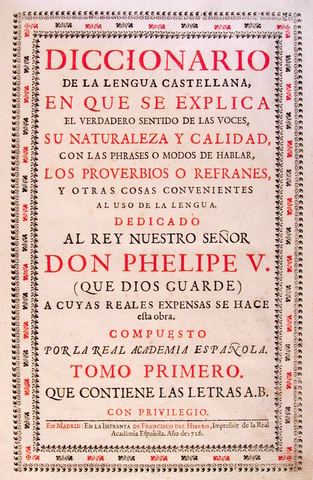 DICCIONARIO
DE LA LENGUA CASTELLANA,
EN QUE SE EXPLICA
EL VERDADERO SENTIDO DE LAS VOCES,
SU NATURALEZA Y CALIDAD,
CON LAS PHRASES O MODOS DE HABLAR,
LOS PROVERBIOS O REFRANES,
Y OTRAS COSAS CONVENIENTES
AL USO DE LA LENGUA.
DEDICADO
AL REY NUESTRO SEÑOR
DON PHELIPE V.
(QUE DIOS GUARDE)
A CUYAS REALES EXPENSAS SE HACE
eſta obra.
COMPUESTO
POR LA REAL ACADEMIA ESPAÑOLA.
TOMO PRIMERO.
QUE CONTIENE LAS LETRAS A.B.
CON PRIVILEGIO.
EN MADRID: EN LA IMPRENTA DE FRANCISCO DEL HIERRO, Impreſſor de la Real
Académia Eſpañola. Año de 1726.